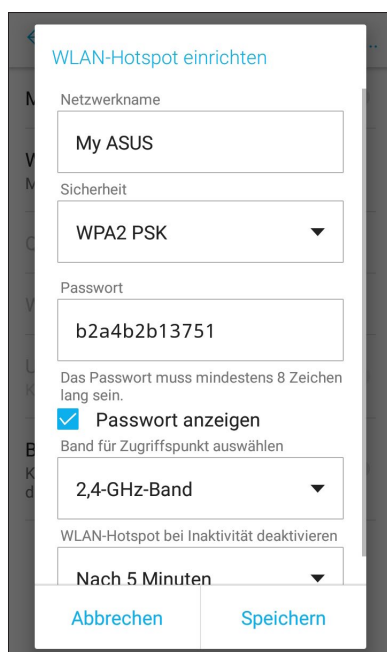 WLAN-Hotspot einrichten
Netzwerkname
My ASUS
Sicherheit
WPA2 PSK
Passwort
b2a4b2b13751
Das Passwort muss mindestens 8 Zeichen
lang sein.
Passwort anzeigen
Band für Zugriffspunkt auswählen
2,4-GHz-Band
WLAN-Hotspot bei Inaktivität deaktivieren
Nach 5 Minuten
Abbrechen
Speichern